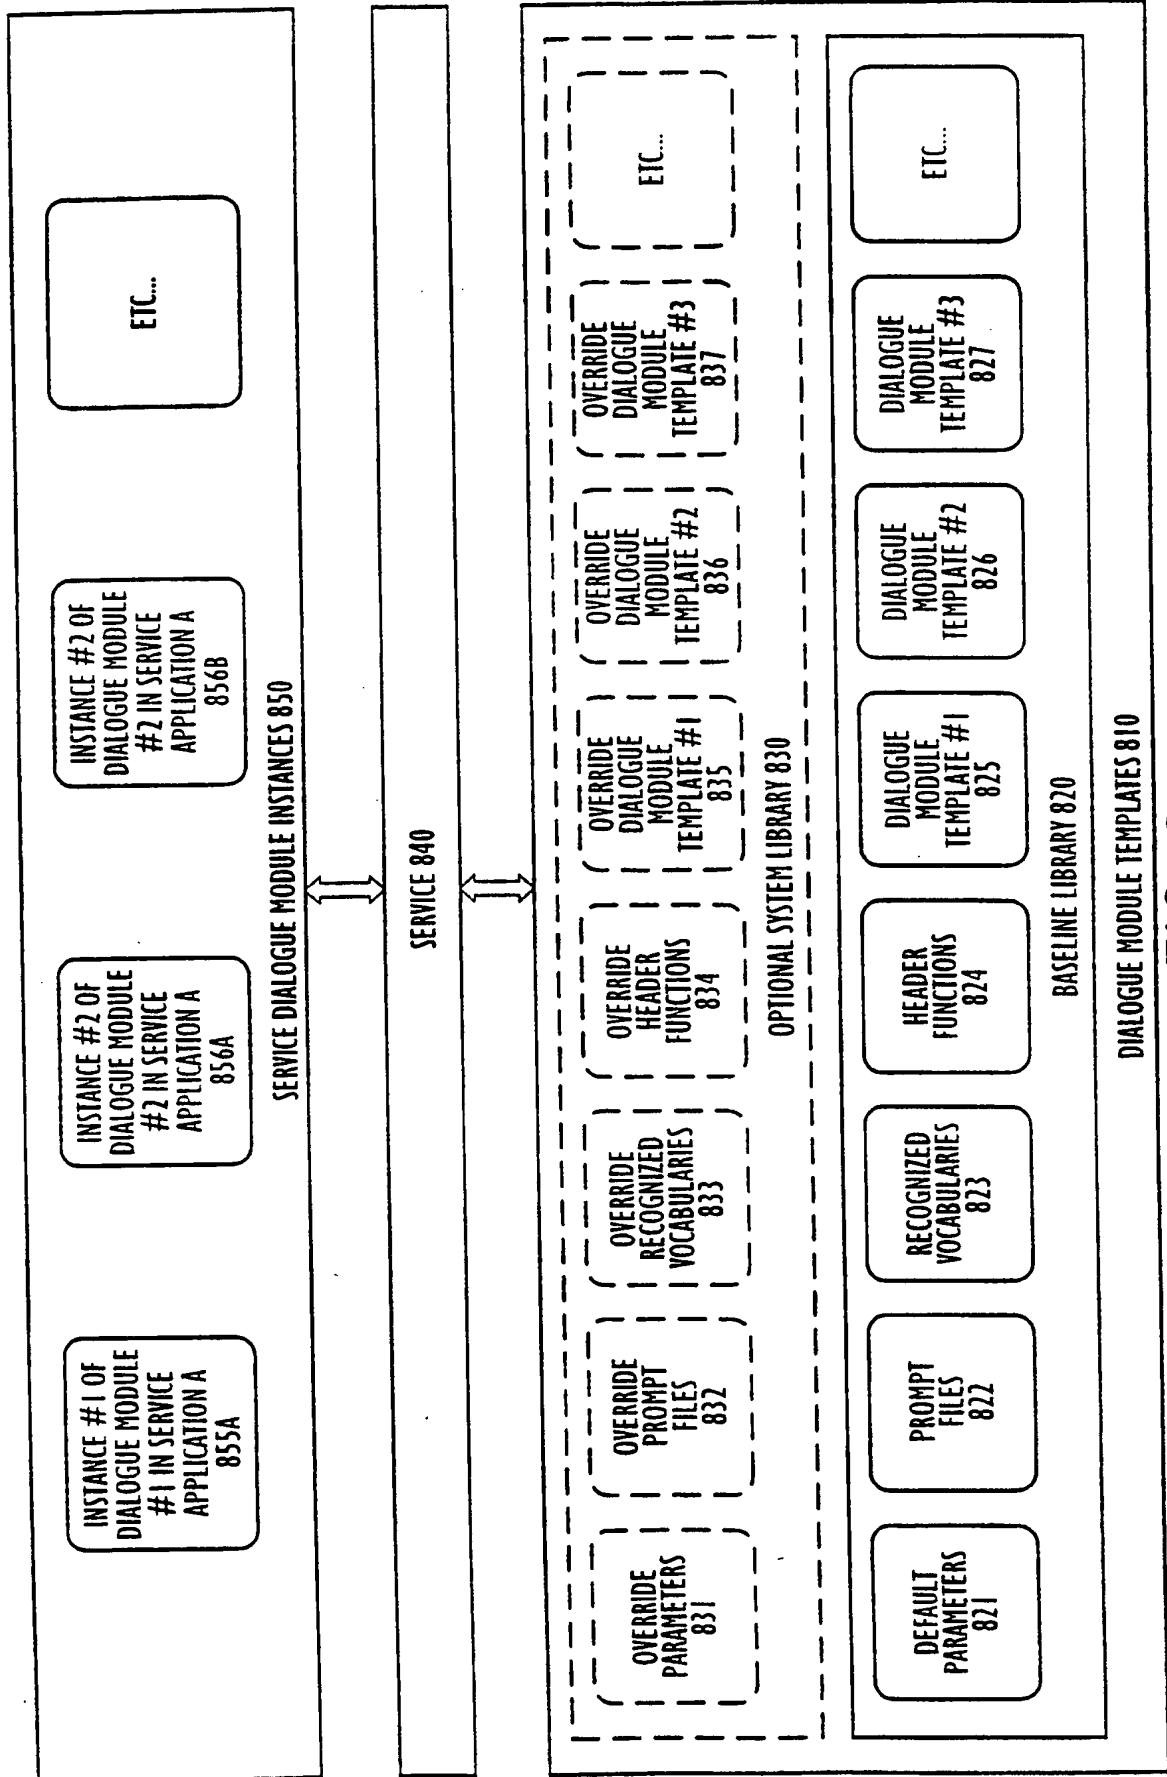 INSTANCE #1 OF
DIALOGUE MODULE
#1 IN SERVICE
APPLICATION A
855A
INSTANCE #2 OF
DIALOGUE MODULE
#2 IN SERVICE
APPLICATION A
856A
INSTANCE #2 OF
DIALOGUE MODULE
#2 IN SERVICE
APPLICATION A
856B
ETC...
SERVICE DIALOGUE MODULE INSTANCES 850
SERVICE 840
OVERRIDE
PARAMETERS
831
OVERRIDE
PROMPT
FILES
832
OVERRIDE
RECOGNIZED
VOCABULARIES
833
OVERRIDE
HEADER
FUNCTIONS
834
OVERRIDE
DIALOGUE
MODULE
TEMPLATE #1
835
OVERRIDE
DIALOGUE
MODULE
TEMPLATE #2
836
OVERRIDE
DIALOGUE
MODULE
TEMPLATE #3
837
ETC...
OPTIONAL SYSTEM LIBRARY 830
DEFAULT
PARAMETERS
821
PROMPT
FILES
822
RECOGNIZED
VOCABULARIES
823
HEADER
FUNCTIONS
824
DIALOGUE
MODULE
TEMPLATE #1
825
DIALOGUE
MODULE
TEMPLATE #2
826
DIALOGUE
MODULE
TEMPLATE #3
827
ETC...
BASELINE LIBRARY 820
DIALOGUE MODULE TEMPLATES 810